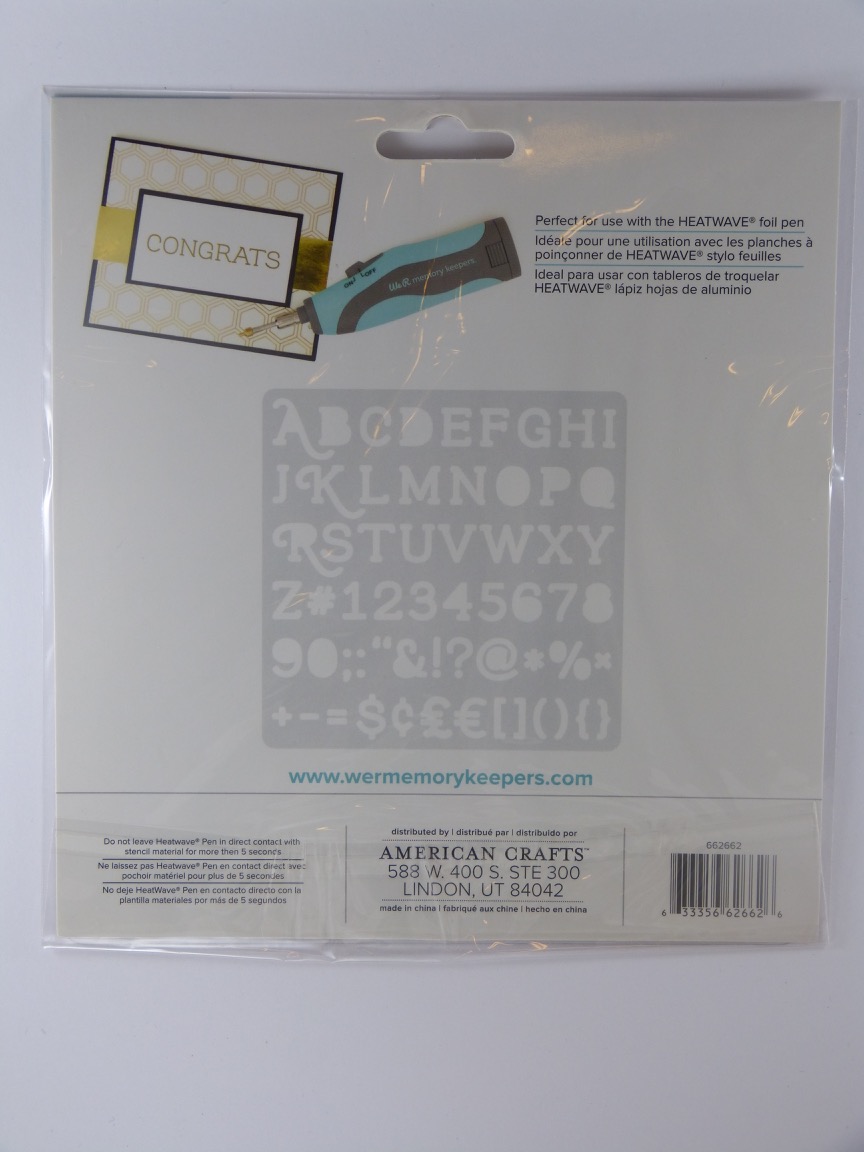 CONGRATS
ON↑ ↓OFF
We R memory keepers
Perfect for use with the HEATWAVE® foil pen
Idéale pour une utilisation avec les planches à
poinçonner de HEATWAVE® stylo feuilles
Ideal para usar con tableros de troquelar
HEATWAVE® lápiz hojas de aluminio
ABCDEFGHI
JKLMNOPQ
RSTUVWXY
Z#12345678
90;:"&!?@*%×
+-=$¢£€[](){}
www.wermemorykeepers.com
Do not leave Heatwave® Pen in direct contact with
stencil material for more then 5 seconds
Ne laissez pas Heatwave® Pen en contact direct avec
pochoir matériel pour plus de 5 secondes
No deje HeatWave® Pen en contacto directo con la
plantilla materiales por más de 5 segundos
distributed by | distribué par | distribuido por
AMERICAN CRAFTS™
588 W. 400 S. STE 300
LINDON, UT 84042
made in china | fabriqué aux chine | hecho en china
662662
6 33356 62662 6